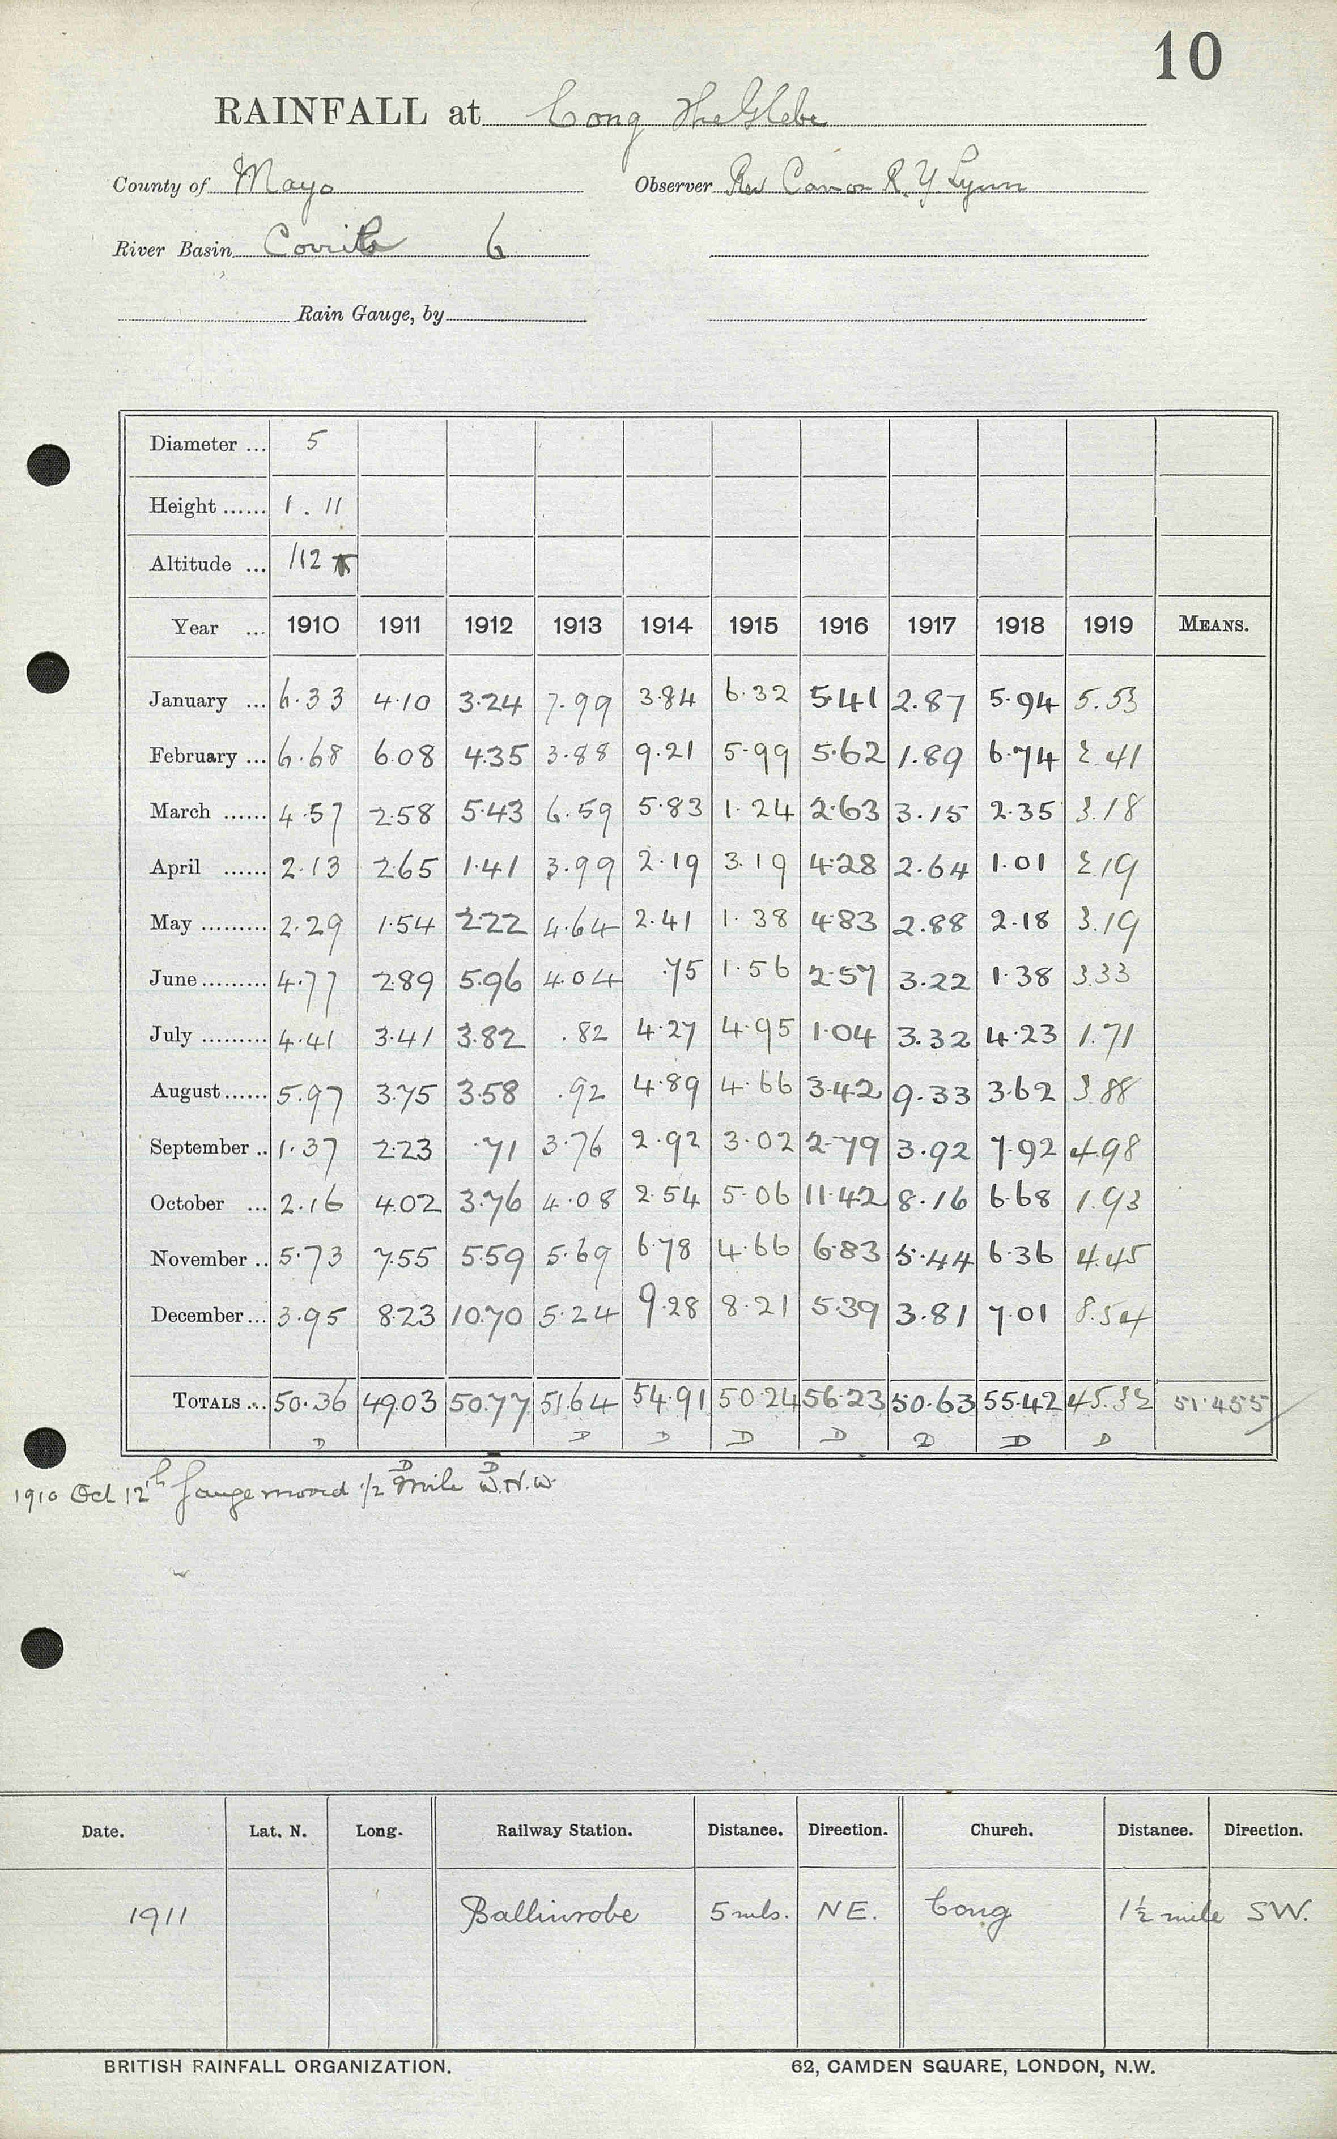 10
RAINFALL at Cong The Glebe
County of Mayo Observer Rev Canon R. Y Lynn
River Basin Corrib 6
Rain Gauge, by
Diameter ... 5
Height ...... 1 . 11
Altitude ... 112
Year ... 1910 1911 1912 1913 1914 1915 1916 1917 1918 1919 MEANS.
January ... 6.33 4.10 3.24 7.99 3.84 6.32 5.41 2.87 5.94 5.53
February ... 6.68 6.08 4.35 3.88 9.21 5.99 5.62 1.89 6.74 2.41
March ...... 4.57 2.58 5.43 6.59 5.83 1.24 2.63 3.15 2.35 3.18
April ...... 2.13 2.65 1.41 3.99 2.19 3.19 4.28 2.64 1.01 2.19
May ......... 2.29 1.54 2.22 4.64 2.41 1.38 4.83 2.88 2.18 3.19
June ......... 4.77 2.89 5.96 4.04 .75 1.56 2.57 3.22 1.38 3.33
July ......... 4.41 3.41 3.82 .82 4.27 4.95 1.04 3.32 4.23 1.71
August ...... 5.97 3.75 3.58 .92 4.89 4.66 3.42 9.33 3.62 3.88
September .. 1.37 2.23 .71 3.76 2.92 3.02 2.79 3.92 7.92 4.98
October ... 2.16 4.02 3.76 4.08 2.54 5.06 11.42 8.16 6.68 1.93
November .. 5.73 7.55 5.59 5.69 6.78 4.66 6.83 5.44 6.36 4.45
December ... 3.95 8.23 10.70 5.24 9.28 8.21 5.39 3.81 7.01 8.54
TOTALS ... 50.36 49.03 50.77 51.64 54.91 50.24 56.23 50.63 55.42 45.32 51.455
D D D D D D D D
D D
1910 Oct 12th Gauge moved 1/2 mile W.N.W.
Date. Lat. N. Long. Railway Station. Distance. Direction. Church. Distance. Direction.
1911 Ballinrobe 5 mls. NE. Cong 1½ mile SW.
BRITISH RAINFALL ORGANIZATION. 62, CAMDEN SQUARE, LONDON, N.W.